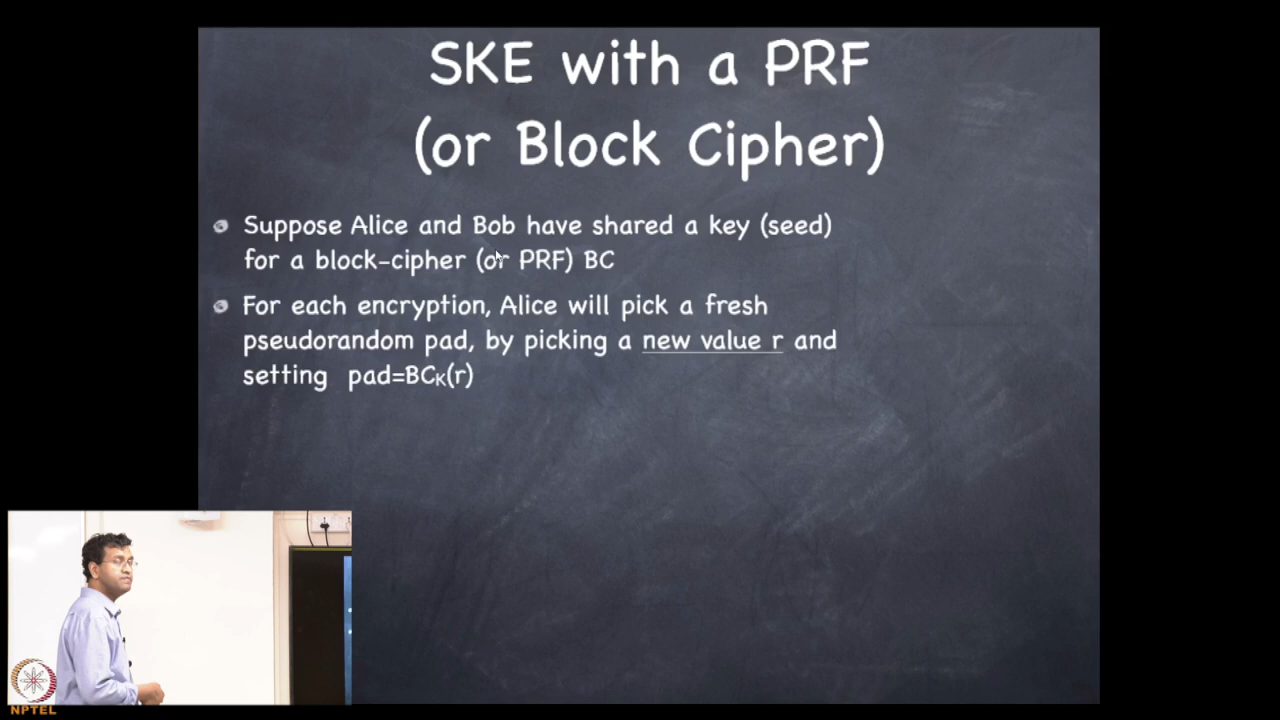 SKE with a PRF
(or Block Cipher)
Suppose Alice and Bob have shared a key (seed)
for a block-cipher (or PRF) BC
For each encryption, Alice will pick a fresh
pseudorandom pad, by picking a new value r and
setting pad=BCK(r)
NPTEL